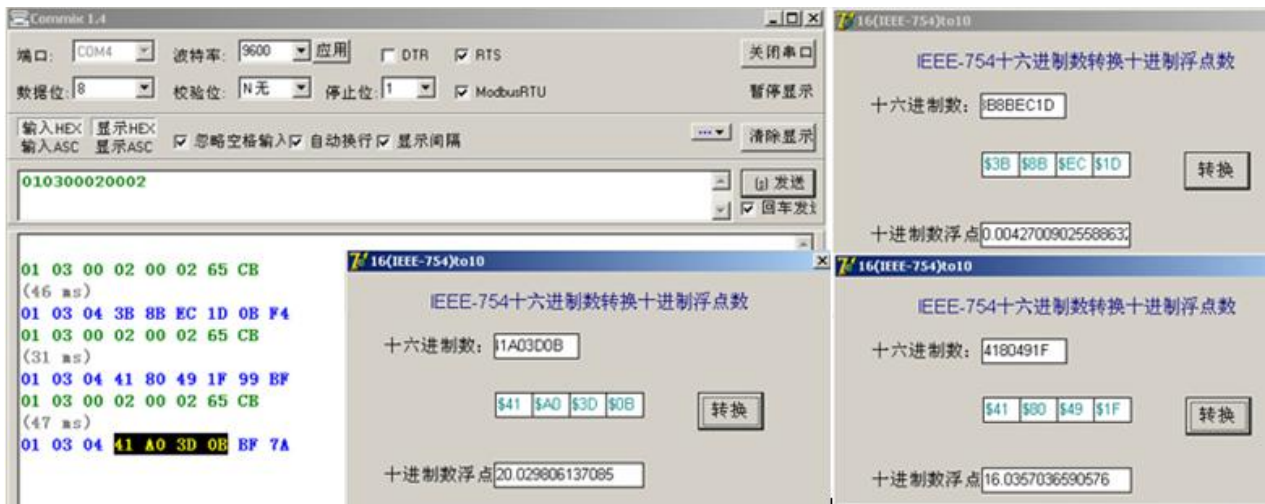 Commix 1.4
端口: COM4 波特率: 9600 应用 DTR RTS 关闭串口
数据位: 8 校验位: N无 停止位: 1 ModbusRTU 暂停显示
输入HEX 显示HEX
输入ASC 显示ASC 忽略空格输入 自动换行 显示间隔 清除显示
010300020002 发送
回车发
01 03 00 02 00 02 65 CB
(46 ms)
01 03 04 3B 8B EC 1D 0B F4
01 03 00 02 00 02 65 CB
(31 ms)
01 03 04 41 80 49 1F 99 BF
01 03 00 02 00 02 65 CB
(47 ms)
01 03 04 41 A0 3D 0B BF 7A
16(IEEE-754)to10
IEEE-754十六进制数转换十进制浮点数
十六进制数: 41A03D0B
$41 $A0 $3D $0B 转换
十进制数浮点 20.029806137085
16(IEEE-754)to10
IEEE-754十六进制数转换十进制浮点数
十六进制数: 3B8BEC1D
$3B $8B $EC $1D 转换
十进制数浮点 0.0042700902558863
16(IEEE-754)to10
IEEE-754十六进制数转换十进制浮点数
十六进制数: 4180491F
$41 $80 $49 $1F 转换
十进制数浮点 16.0357036590576